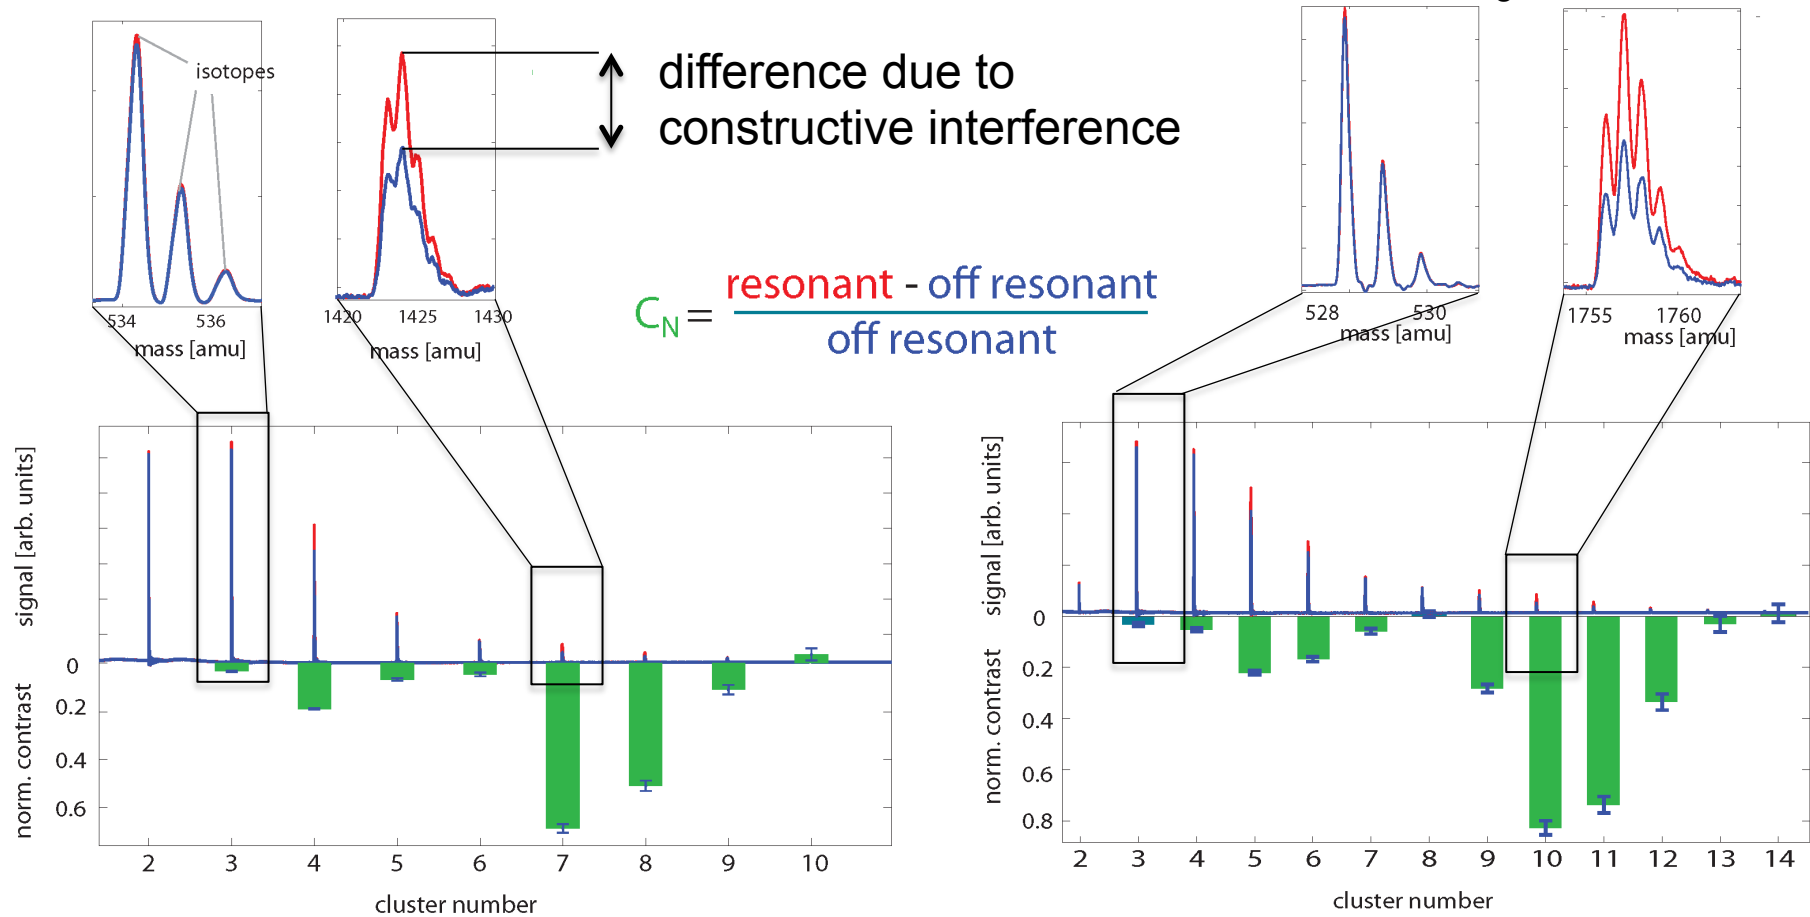 isotopes
534 536
mass [amu]
1420 1425 1430
mass [amu]
difference due to
constructive interference
C_N = resonant - off resonant
off resonant
528 530
mass [amu]
1755 1760
mass [amu]
signal [arb. units]
norm. contrast
0
0.2
0.4
0.6
2 3 4 5 6 7 8 9 10
cluster number
signal [arb. units]
norm. contrast
0
0.2
0.4
0.6
0.8
2 3 4 5 6 7 8 9 10 11 12 13 14
cluster number